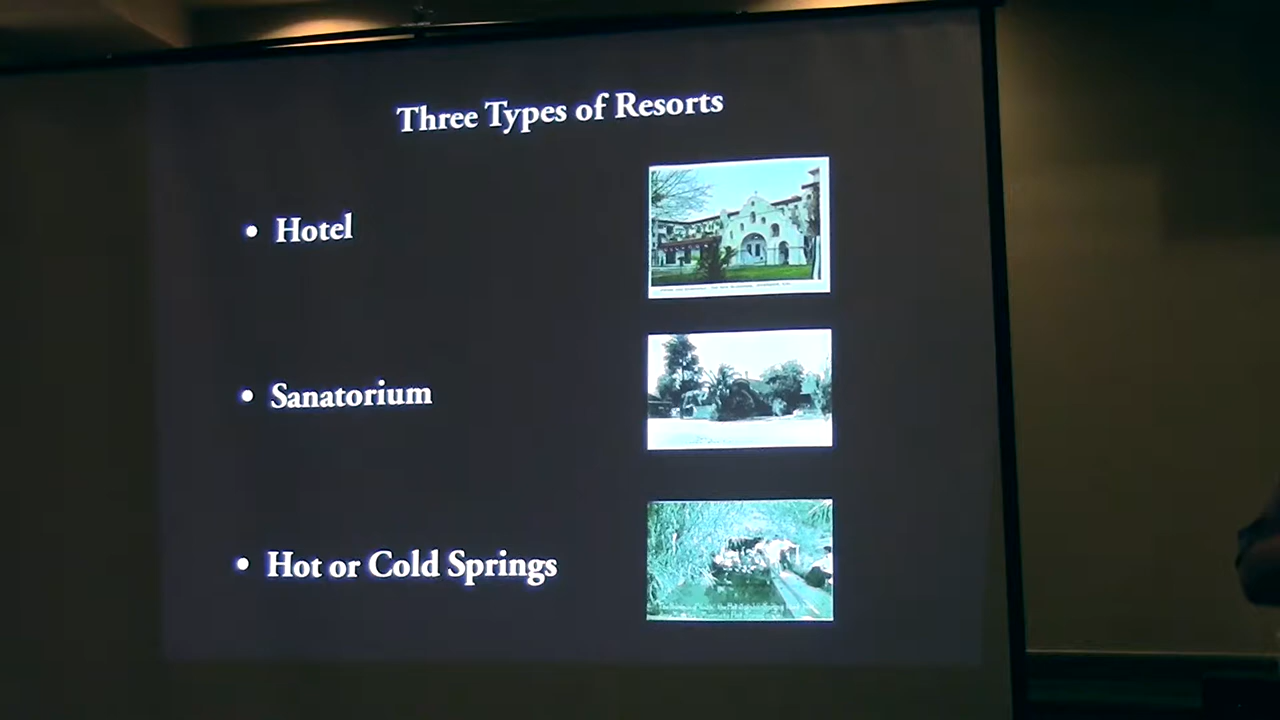 Three Types of Resorts
• Hotel
• Sanatorium
• Hot or Cold Springs